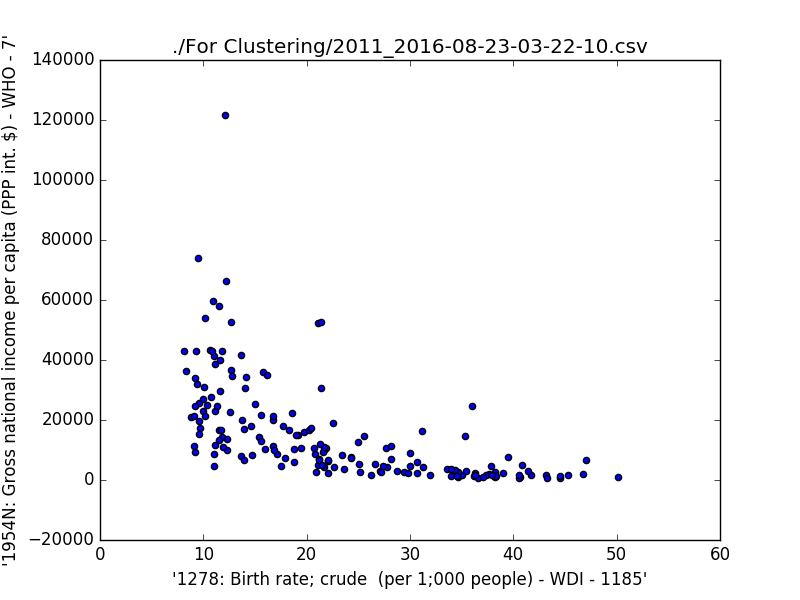 ./For Clustering/2011_2016-08-23-03-22-10.csv
'1954N: Gross national income per capita (PPP int. $) - WHO - 7'
140000
120000
100000
80000
60000
40000
20000
0
−20000
0 10 20 30 40 50 60
'1278: Birth rate; crude  (per 1;000 people) - WDI - 1185'